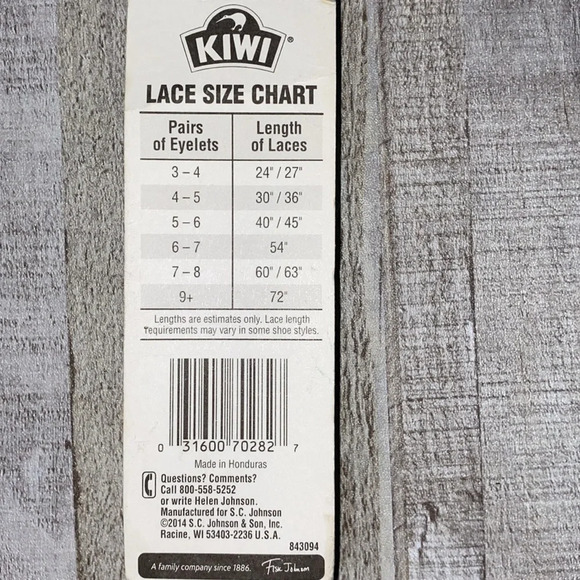 KIWI®
LACE SIZE CHART
Pairs of Eyelets Length of Laces
3 – 4 24" / 27"
4 – 5 30" / 36"
5 – 6 40" / 45"
6 – 7 54"
7 – 8 60" / 63"
9+ 72"
Lengths are estimates only. Lace length
requirements may vary in some shoe styles.
0 31600 70282 7
Made in Honduras
Questions? Comments?
Call 800-558-5252
or write Helen Johnson.
Manufactured for S.C. Johnson
©2014 S.C. Johnson & Son, Inc.
Racine, WI 53403-2236 U.S.A.
843094
A family company since 1886. Fisk Johnson